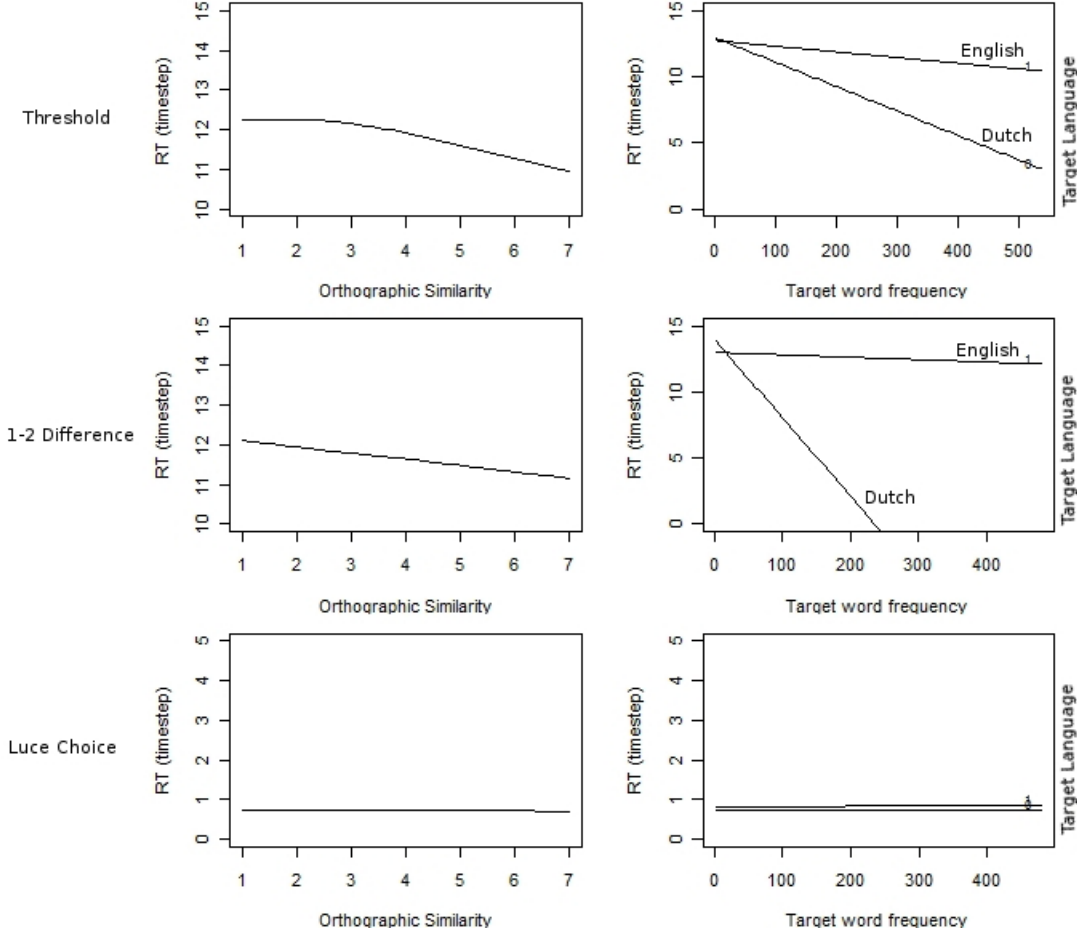 Threshold
RT (timestep)
15
14
13
12
11
10
1 2 3 4 5 6 7
Orthographic Similarity
RT (timestep)
15
10
5
0
English
1
Dutch
0
0 100 200 300 400 500
Target word frequency
Target Language
1-2 Difference
RT (timestep)
15
14
13
12
11
10
1 2 3 4 5 6 7
Orthographic Similarity
RT (timestep)
15
10
5
0
English 1
Dutch
0 100 200 300 400
Target word frequency
Target Language
Luce Choice
RT (timestep)
5
4
3
2
1
0
1 2 3 4 5 6 7
Orthographic Similarity
RT (timestep)
5
4
3
2
1
0
1
0
0 100 200 300 400
Target word frequency
Target Language